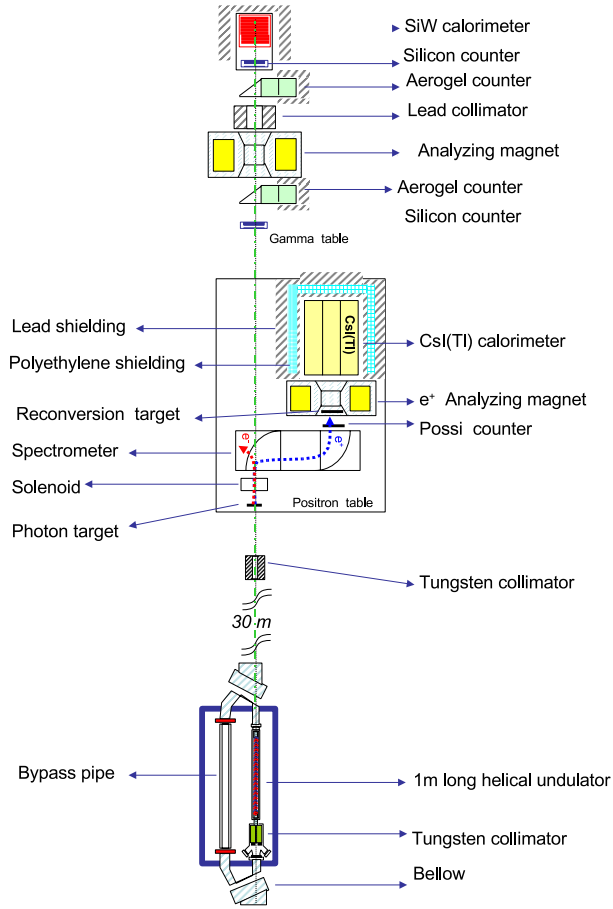 SiW calorimeter
Silicon counter
Aerogel counter
Lead collimator
Analyzing magnet
Aerogel counter
Silicon counter
Gamma table
Lead shielding
CsI(Tl)
CsI(Tl) calorimeter
Polyethylene shielding
e⁺ Analyzing magnet
Reconversion target
Possi counter
Spectrometer
e⁻
e⁺
Solenoid
Positron table
Photon target
Tungsten collimator
30 m
Bypass pipe
1m long helical undulator
Tungsten collimator
Bellow